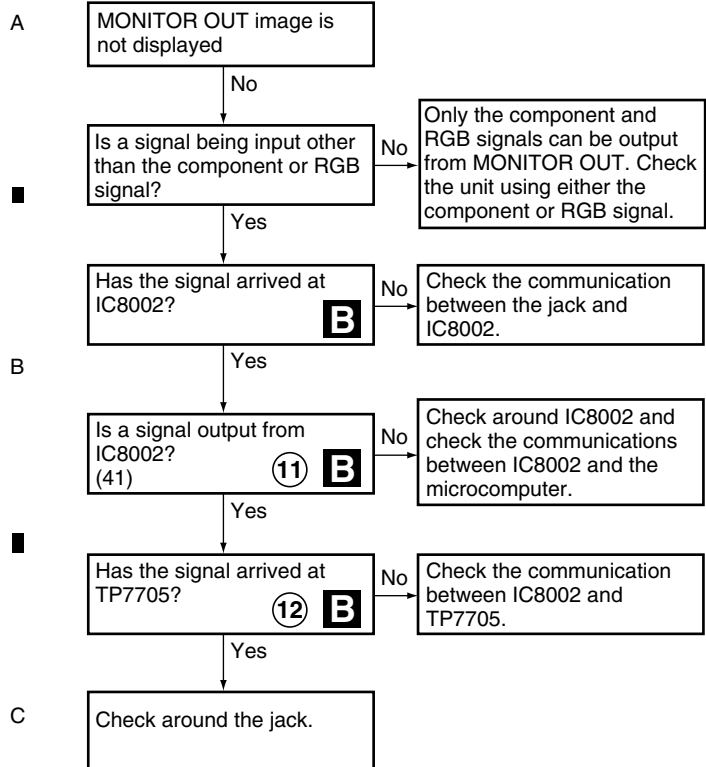 A
MONITOR OUT image is
not displayed
No
Is a signal being input other
than the component or RGB
signal?
No
Only the component and
RGB signals can be output
from MONITOR OUT. Check
the unit using either the
component or RGB signal.
Yes
Has the signal arrived at
IC8002?
B
No
Check the communication
between the jack and
IC8002.
B
Yes
Is a signal output from
IC8002?
(41)
11 B
No
Check around IC8002 and
check the communications
between IC8002 and the
microcomputer.
Yes
Has the signal arrived at
TP7705?
12 B
No
Check the communication
between IC8002 and
TP7705.
Yes
C
Check around the jack.